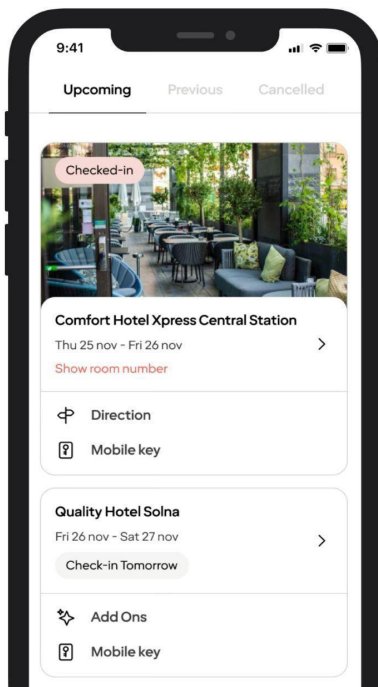 9:41
Upcoming Previous Cancelled
Checked-in
Comfort Hotel Xpress Central Station
Thu 25 nov - Fri 26 nov
Show room number
Direction
Mobile key
Quality Hotel Solna
Fri 26 nov - Sat 27 nov
Check-in Tomorrow
Add Ons
Mobile key